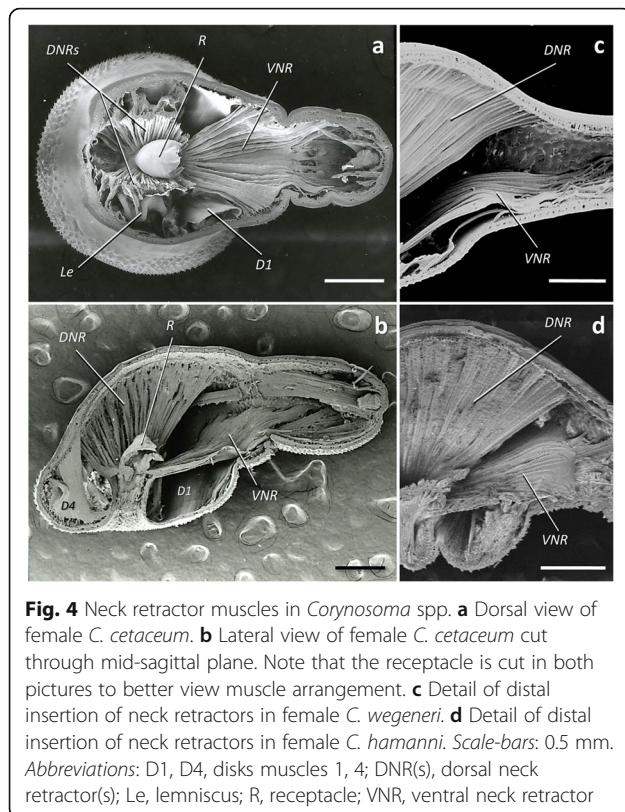 DNRs
R
VNR
a
Le
D1
c
DNR
VNR
b
DNR
R
D4
D1
VNR
d
DNR
VNR
Fig. 4 Neck retractor muscles in Corynosoma spp. a Dorsal view of
female C. cetaceum. b Lateral view of female C. cetaceum cut
through mid-sagittal plane. Note that the receptacle is cut in both
pictures to better view muscle arrangement. c Detail of distal
insertion of neck retractors in female C. wegeneri. d Detail of distal
insertion of neck retractors in female C. hamanni. Scale-bars: 0.5 mm.
Abbreviations: D1, D4, disks muscles 1, 4; DNR(s), dorsal neck
retractor(s); Le, lemniscus; R, receptacle; VNR, ventral neck retractor